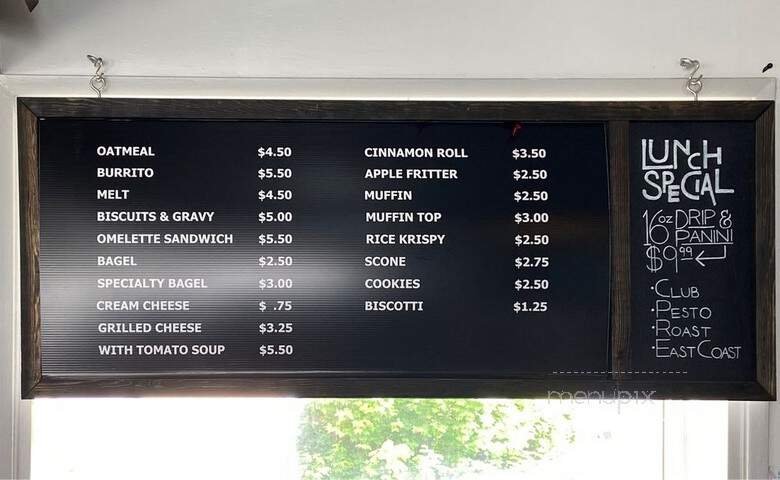 OATMEAL $4.50
BURRITO $5.50
MELT $4.50
BISCUITS & GRAVY $5.00
OMELETTE SANDWICH $5.50
BAGEL $2.50
SPECIALTY BAGEL $3.00
CREAM CHEESE $ .75
GRILLED CHEESE $3.25
WITH TOMATO SOUP $5.50
CINNAMON ROLL $3.50
APPLE FRITTER $2.50
MUFFIN $2.50
MUFFIN TOP $3.00
RICE KRISPY $2.50
SCONE $2.75
COOKIES $2.50
BISCOTTI $1.25
LUNCH
SPECIAL
16oz DRIP &
PANINI
$9.99
·CLUB
·PESTO
·ROAST
·EAST COAST
menupix